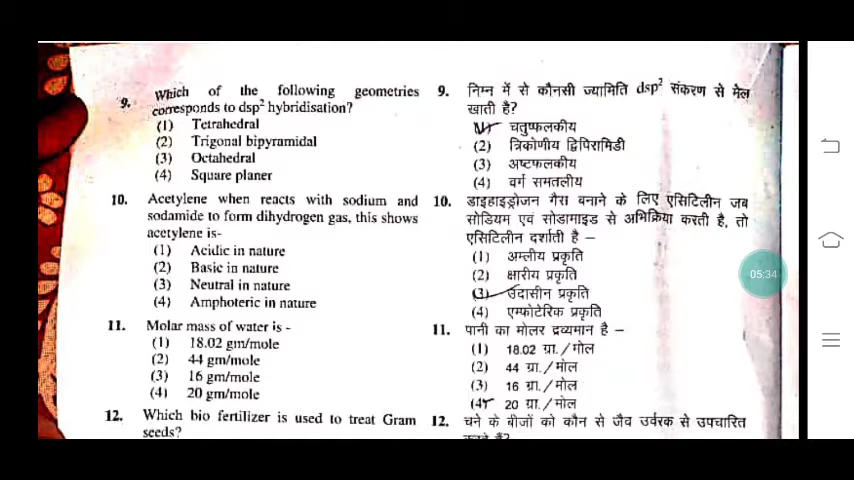 9. Which of the following geometries
corresponds to dsp² hybridisation?
(1) Tetrahedral
(2) Trigonal bipyramidal
(3) Octahedral
(4) Square planer
10. Acetylene when reacts with sodium and
sodamide to form dihydrogen gas, this shows
acetylene is-
(1) Acidic in nature
(2) Basic in nature
(3) Neutral in nature
(4) Amphoteric in nature
11. Molar mass of water is -
(1) 18.02 gm/mole
(2) 44 gm/mole
(3) 16 gm/mole
(4) 20 gm/mole
12. Which bio fertilizer is used to treat Gram
seeds?
9. निम्न में से कौनसी ज्यामिति dsp² संकरण से मेल
खाती है?
(1) चतुष्फलकीय
(2) त्रिकोणीय द्विपिरामिडी
(3) अष्टफलकीय
(4) वर्ग समतलीय
10. डाइहाइड्रोजन गैस बनाने के लिए एसिटिलीन जब
सोडियम एवं सोडामाइड से अभिक्रिया करती है, तो
एसिटिलीन दर्शाती है –
(1) अम्लीय प्रकृति
(2) क्षारीय प्रकृति
(3) उदासीन प्रकृति
(4) एम्फोटेरिक प्रकृति
11. पानी का मोलर द्रव्यमान है –
(1) 18.02 ग्रा./मोल
(2) 44 ग्रा./मोल
(3) 16 ग्रा./मोल
(4) 20 ग्रा./मोल
12. चने के बीजों को कौन से जैव उर्वरक से उपचारित
05:34